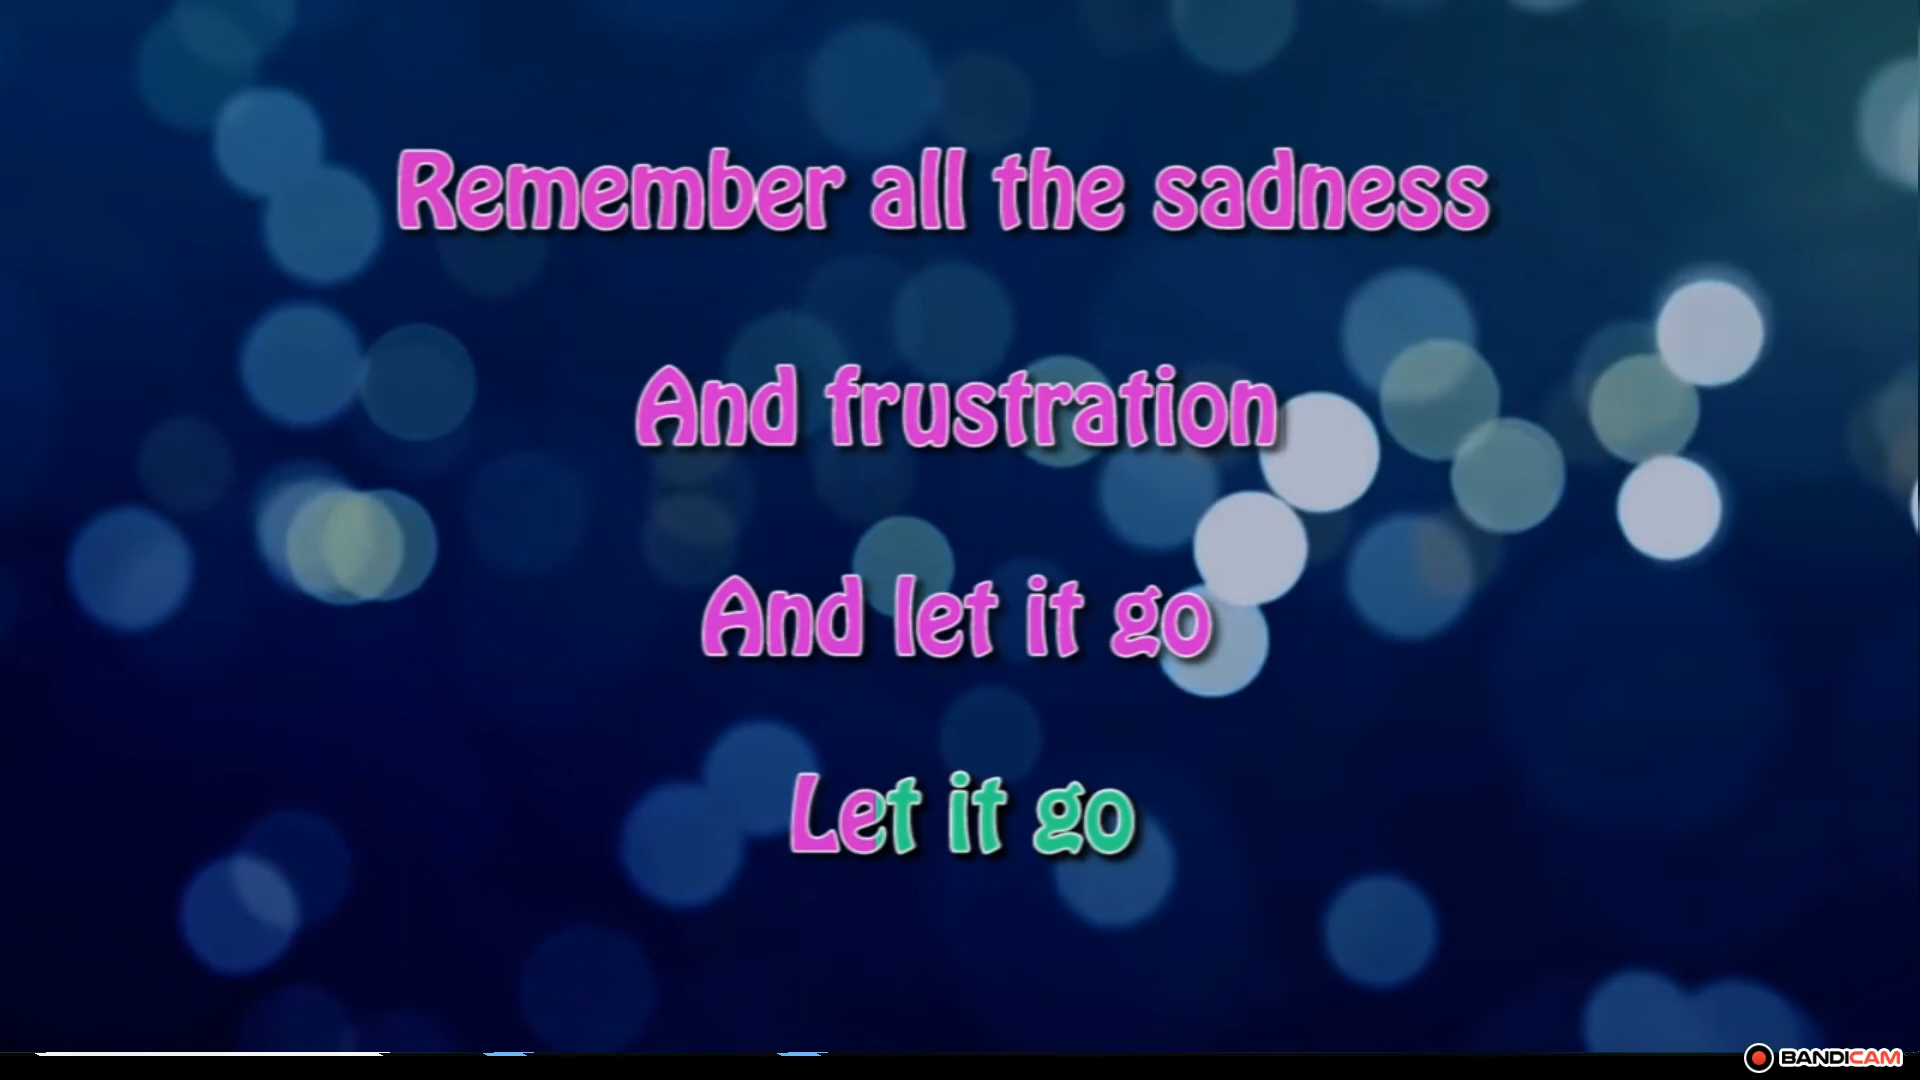 Remember all the sadness
And frustration
And let it go
Let it go
BANDICAM